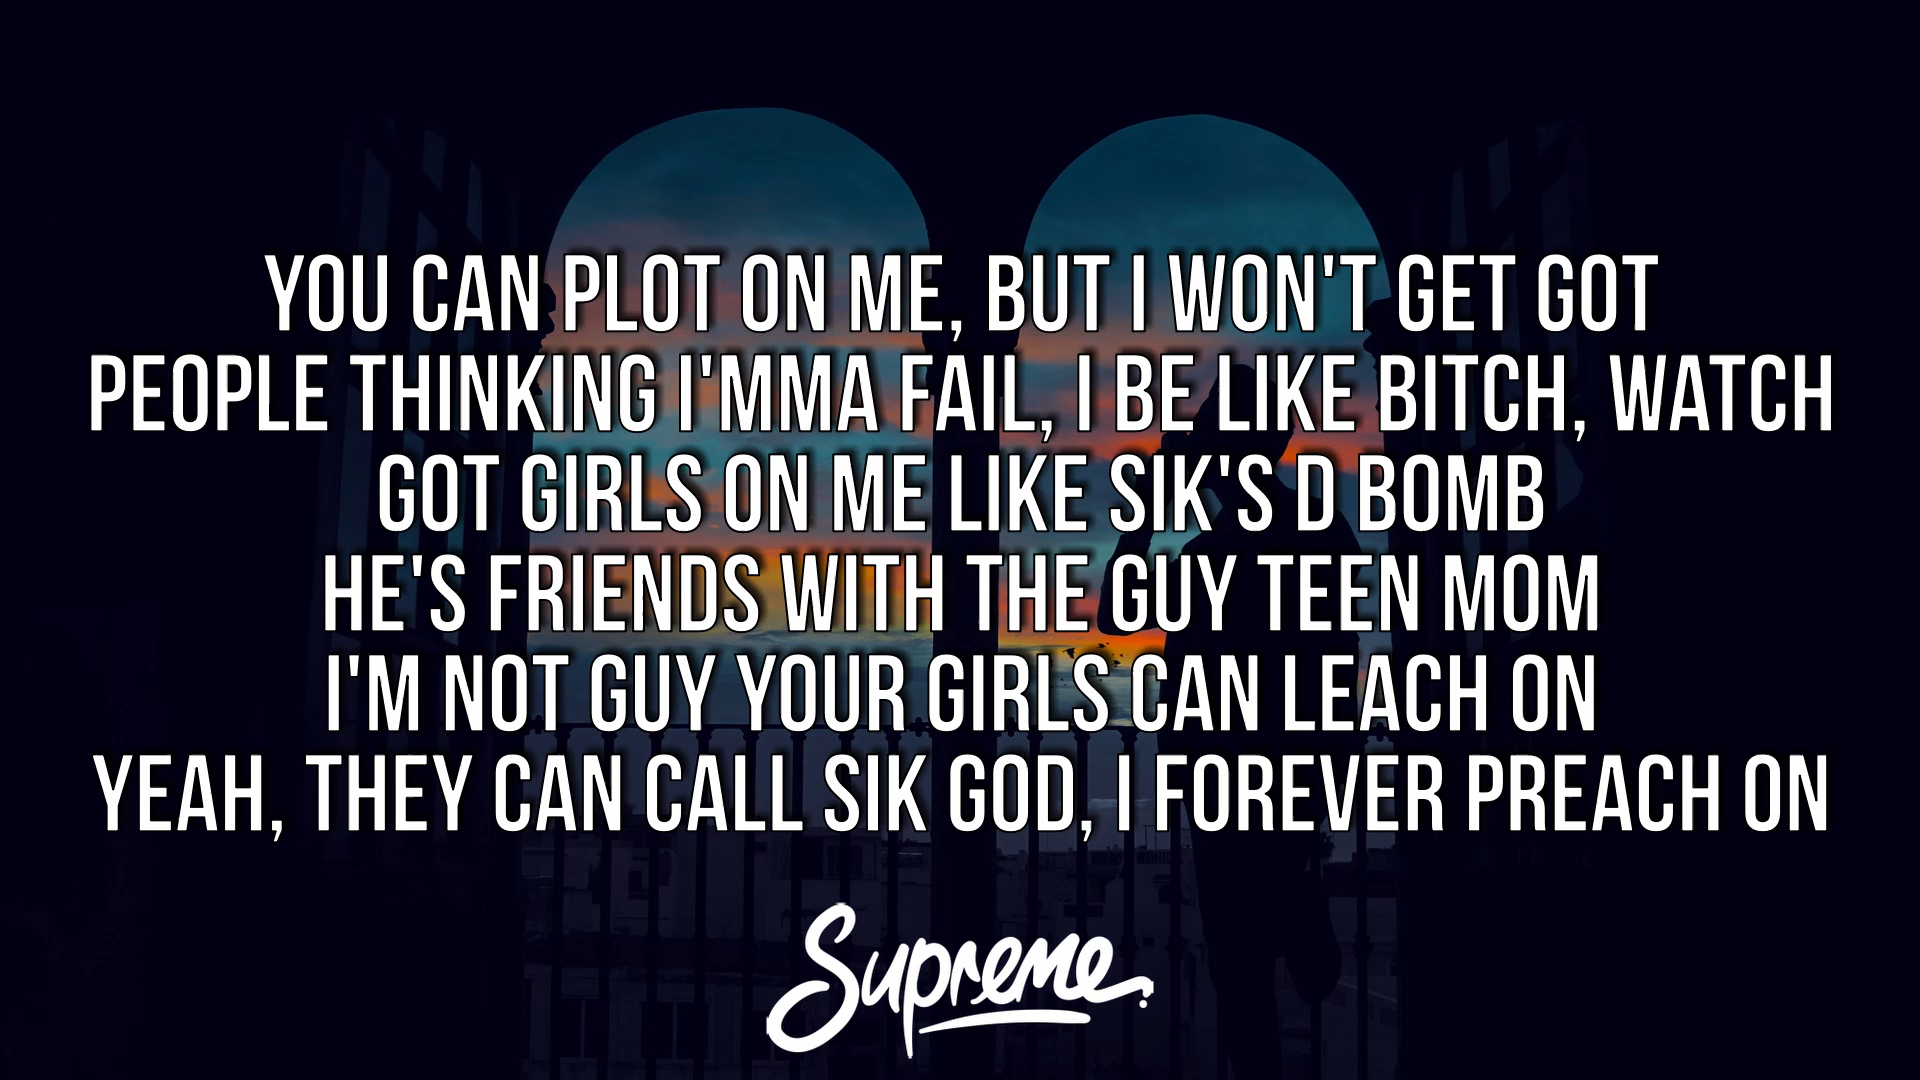 YOU CAN PLOT ON ME, BUT I WON'T GET GOT
PEOPLE THINKING I'MMA FAIL, I BE LIKE BITCH, WATCH
GOT GIRLS ON ME LIKE SIK'S D BOMB
HE'S FRIENDS WITH THE GUY TEEN MOM
I'M NOT GUY YOUR GIRLS CAN LEACH ON
YEAH, THEY CAN CALL SIK GOD, I FOREVER PREACH ON
Supreme.